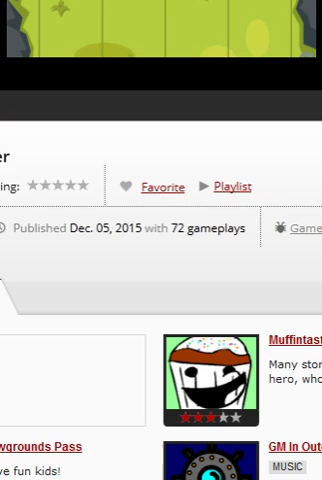 er
ing: Favorite Playlist
Published Dec. 05, 2015 with 72 gameplays Game
Muffintast
Many stor
hero, who
wgrounds Pass
ve fun kids!
GM In Out
MUSIC